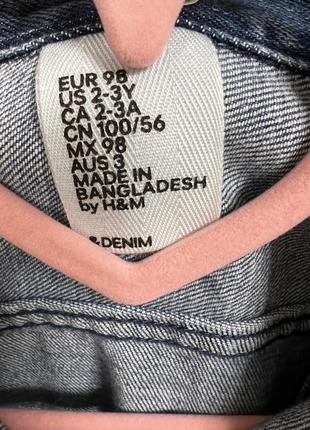 EUR 98
US 2-3Y
CA 2-3A
CN 100/56
MX 98
AUS 3
MADE IN
BANGLADESH
by H&M
& DENIM